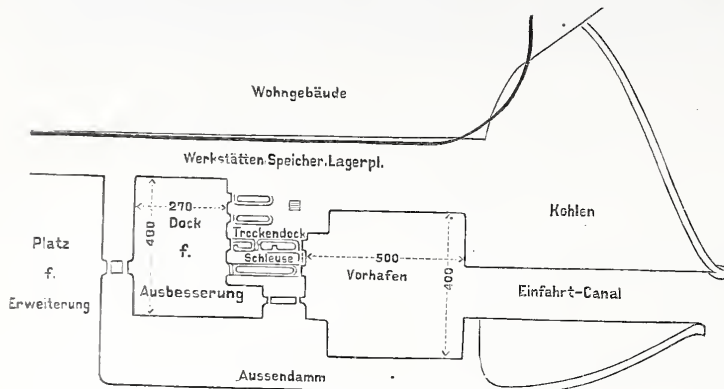 Wohngebäude
Werkstätten.Speicher.Lagerpl.
Kohlen
270
Dock
f.
Ausbesserung
400
Trockendock
Schleuse
500
Vorhafen
400
Platz
f.
Erweiterung
Einfahrt-Canal
Aussendamm